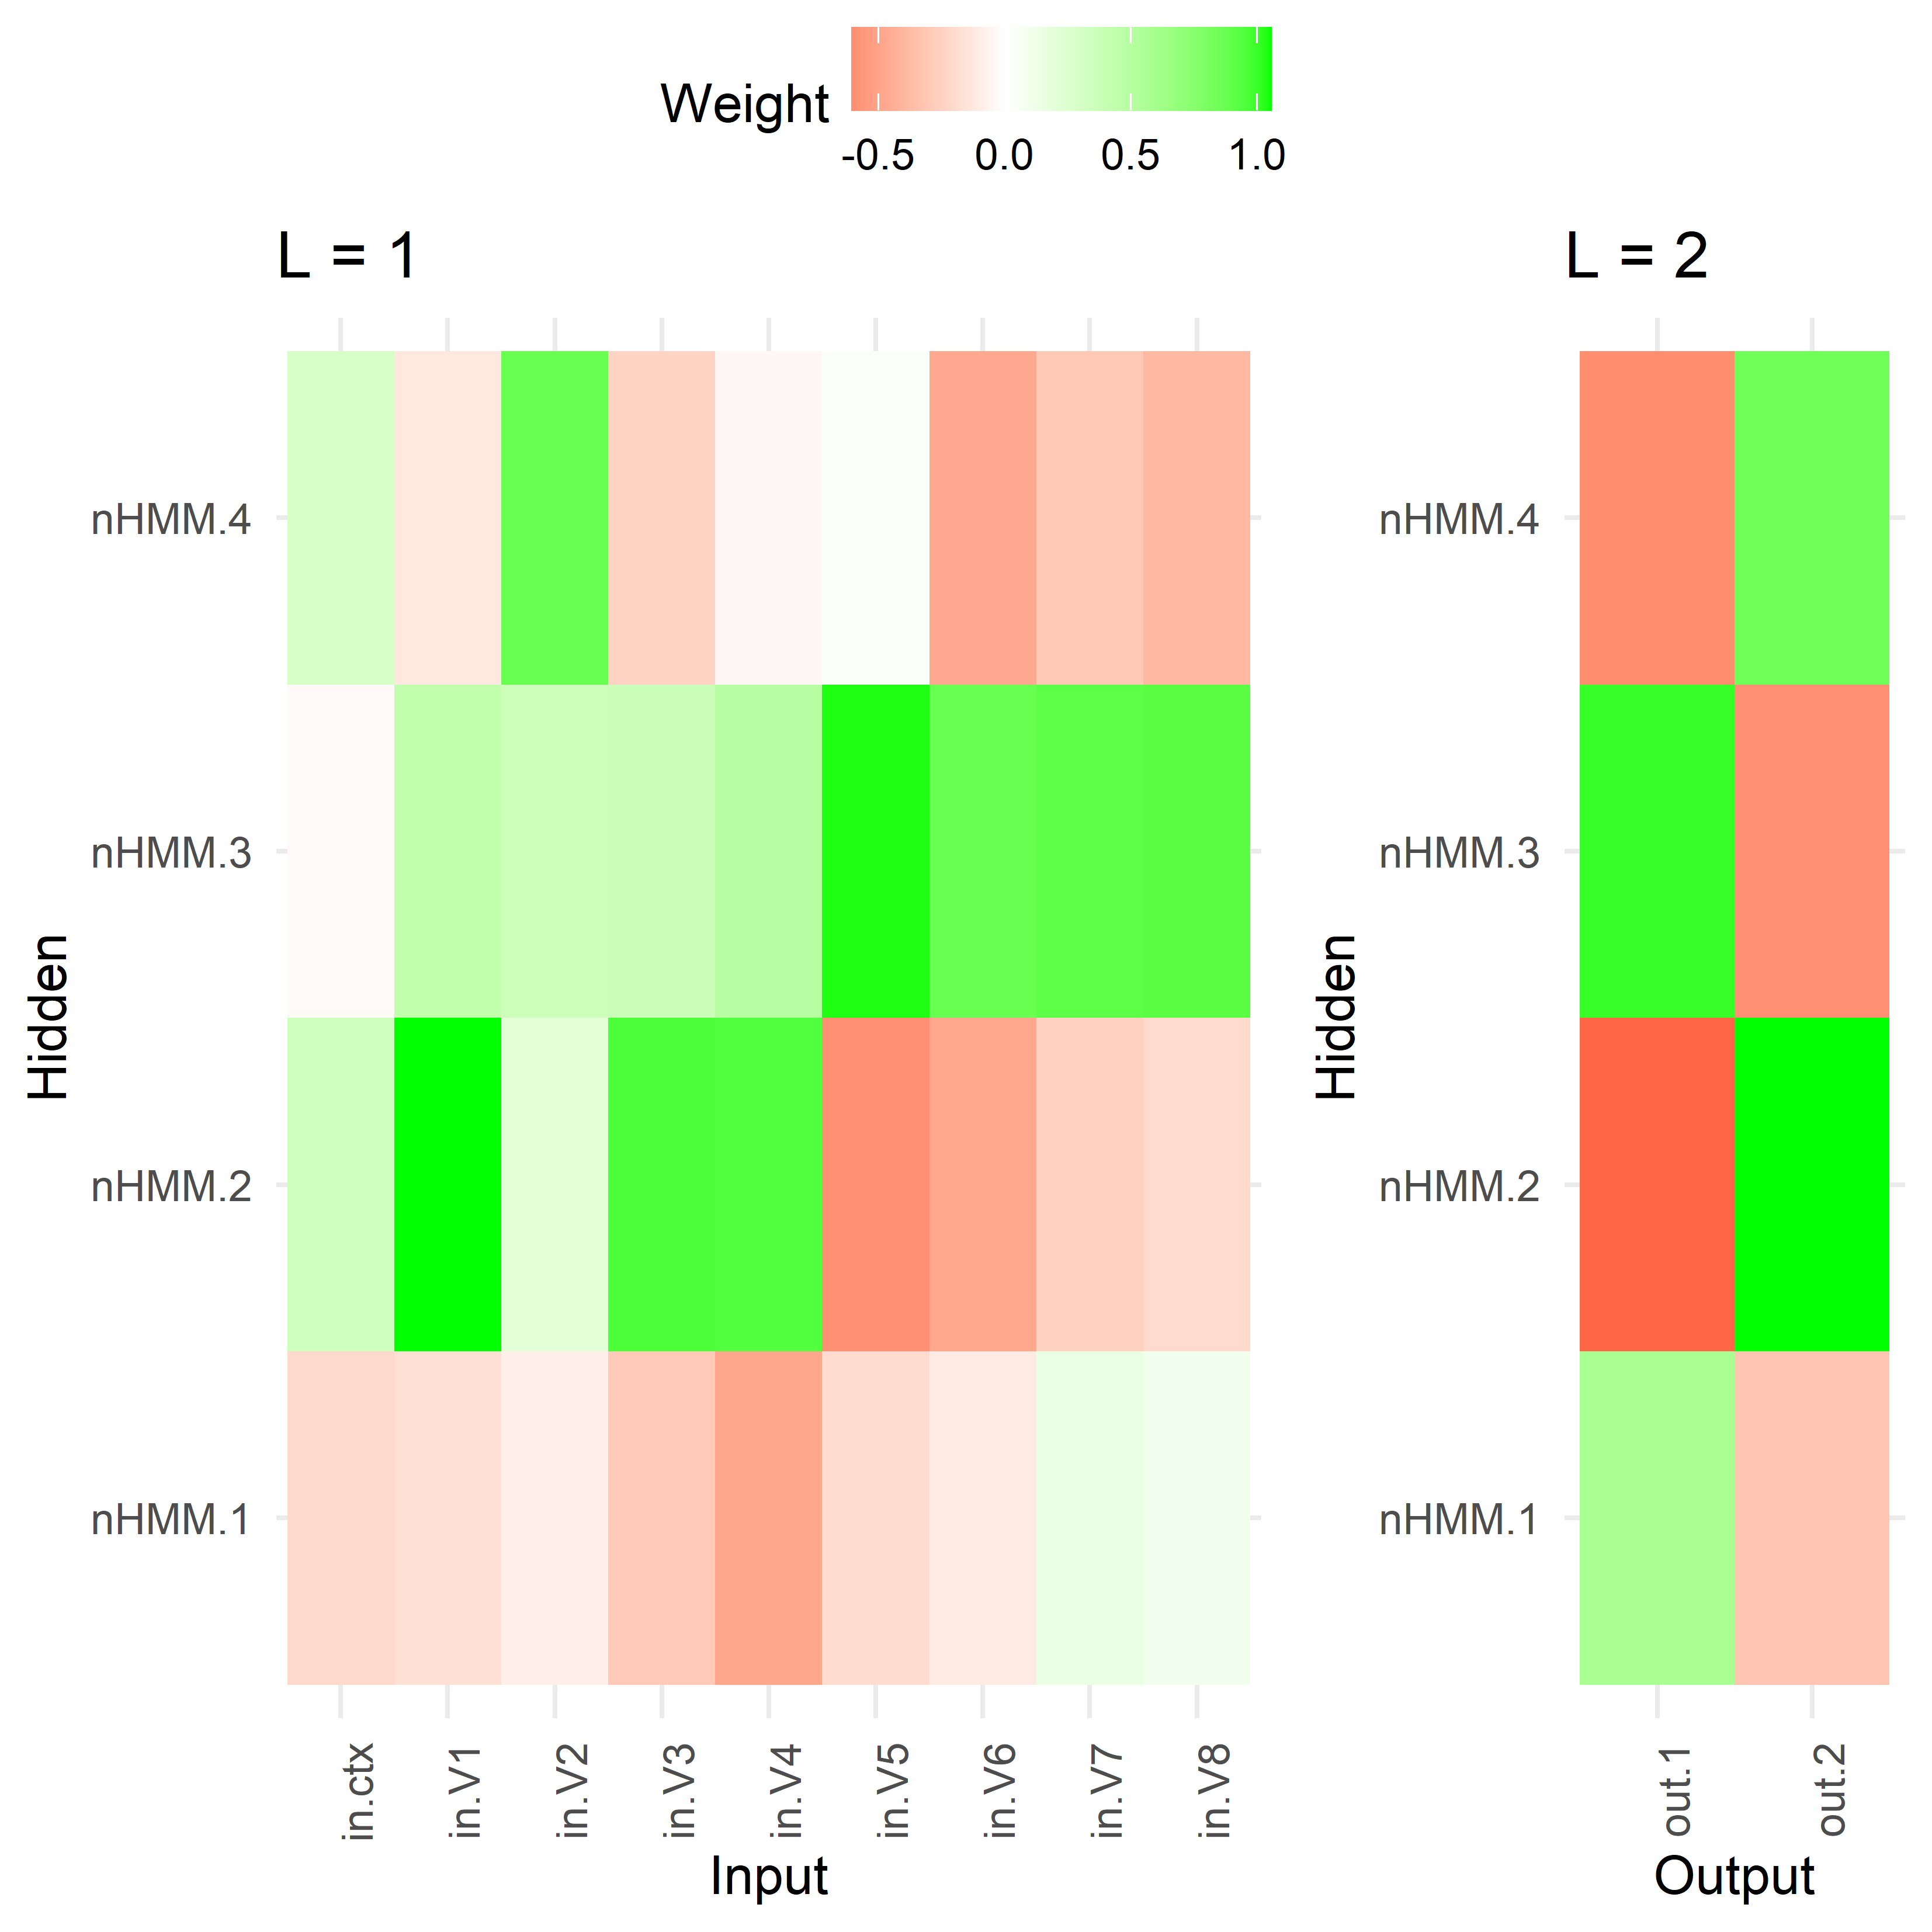 Weight
-0.5 0.0 0.5 1.0
L = 1
nHMM.4
nHMM.3
nHMM.2
nHMM.1
Hidden
in.ctx in.V1 in.V2 in.V3 in.V4 in.V5 in.V6 in.V7 in.V8
Input
L = 2
nHMM.4
nHMM.3
nHMM.2
nHMM.1
Hidden
out.1 out.2
Output